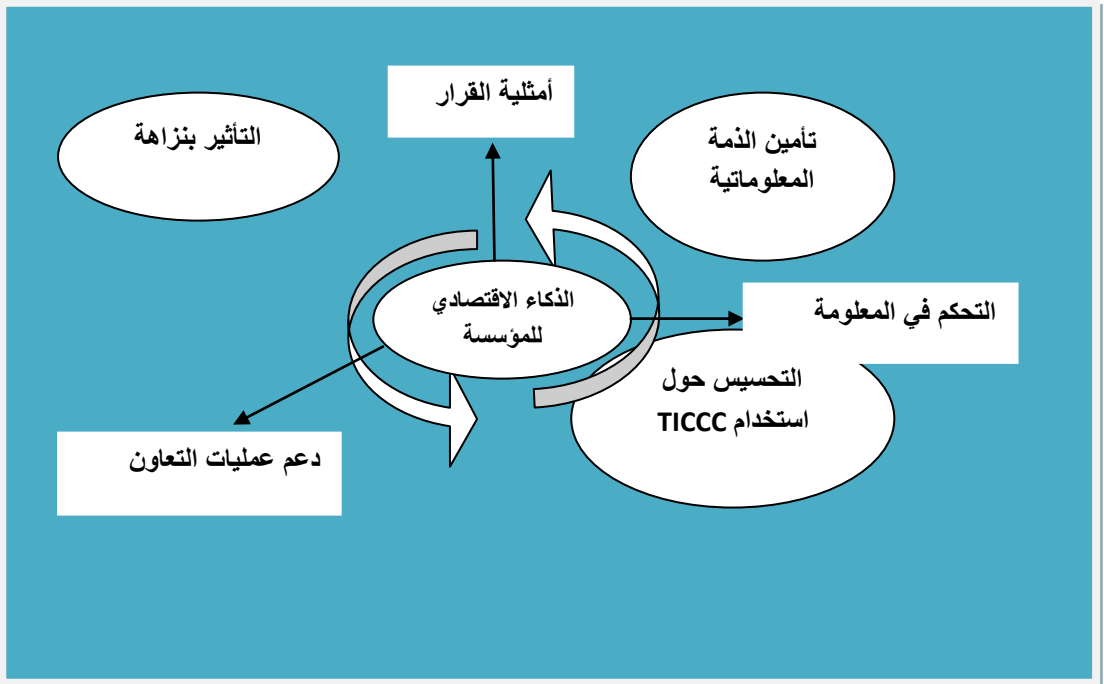 أمثلية القرار
تأمين الذمة
المعلوماتية
التأثير بنزاهة
الذكاء الاقتصادي
للمؤسسة
التحكم في المعلومة
التحسيس حول
استخدام TICCC
دعم عمليات التعاون